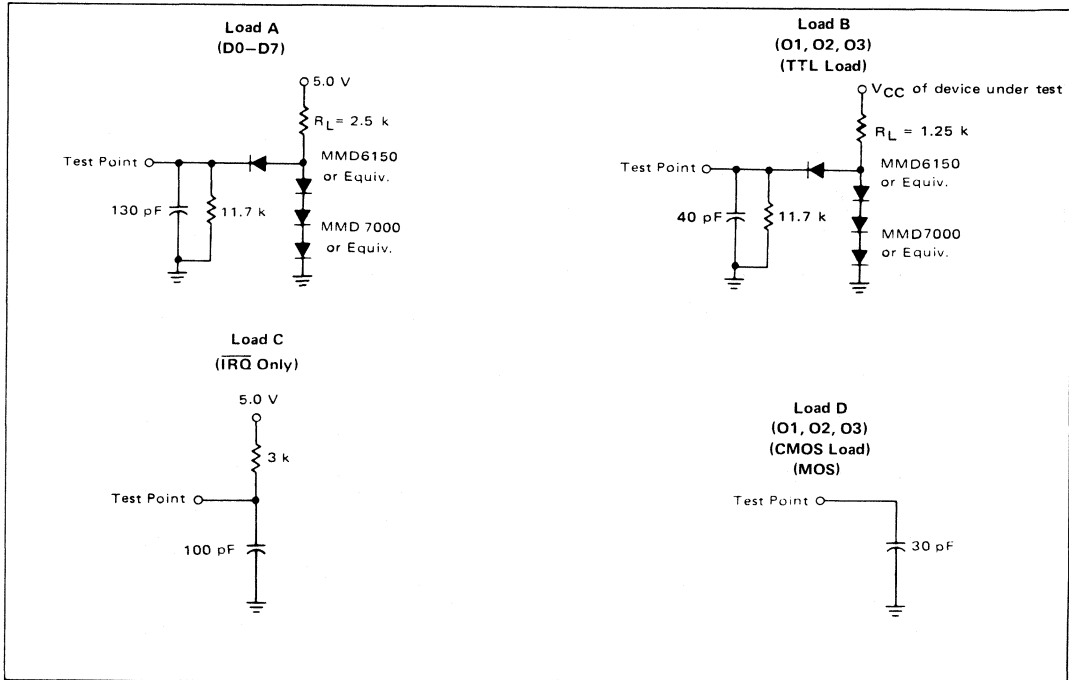 Load A
(D0–D7)
5.0 V
R_L = 2.5 k
Test Point
MMD6150
or Equiv.
130 pF
11.7 k
MMD 7000
or Equiv.
Load B
(O1, O2, O3)
(TTL Load)
V_CC of device under test
R_L = 1.25 k
Test Point
MMD6150
or Equiv.
40 pF
11.7 k
MMD7000
or Equiv.
Load C
(I̅R̅Q̅ Only)
5.0 V
3 k
Test Point
100 pF
Load D
(O1, O2, O3)
(CMOS Load)
(MOS)
Test Point
30 pF